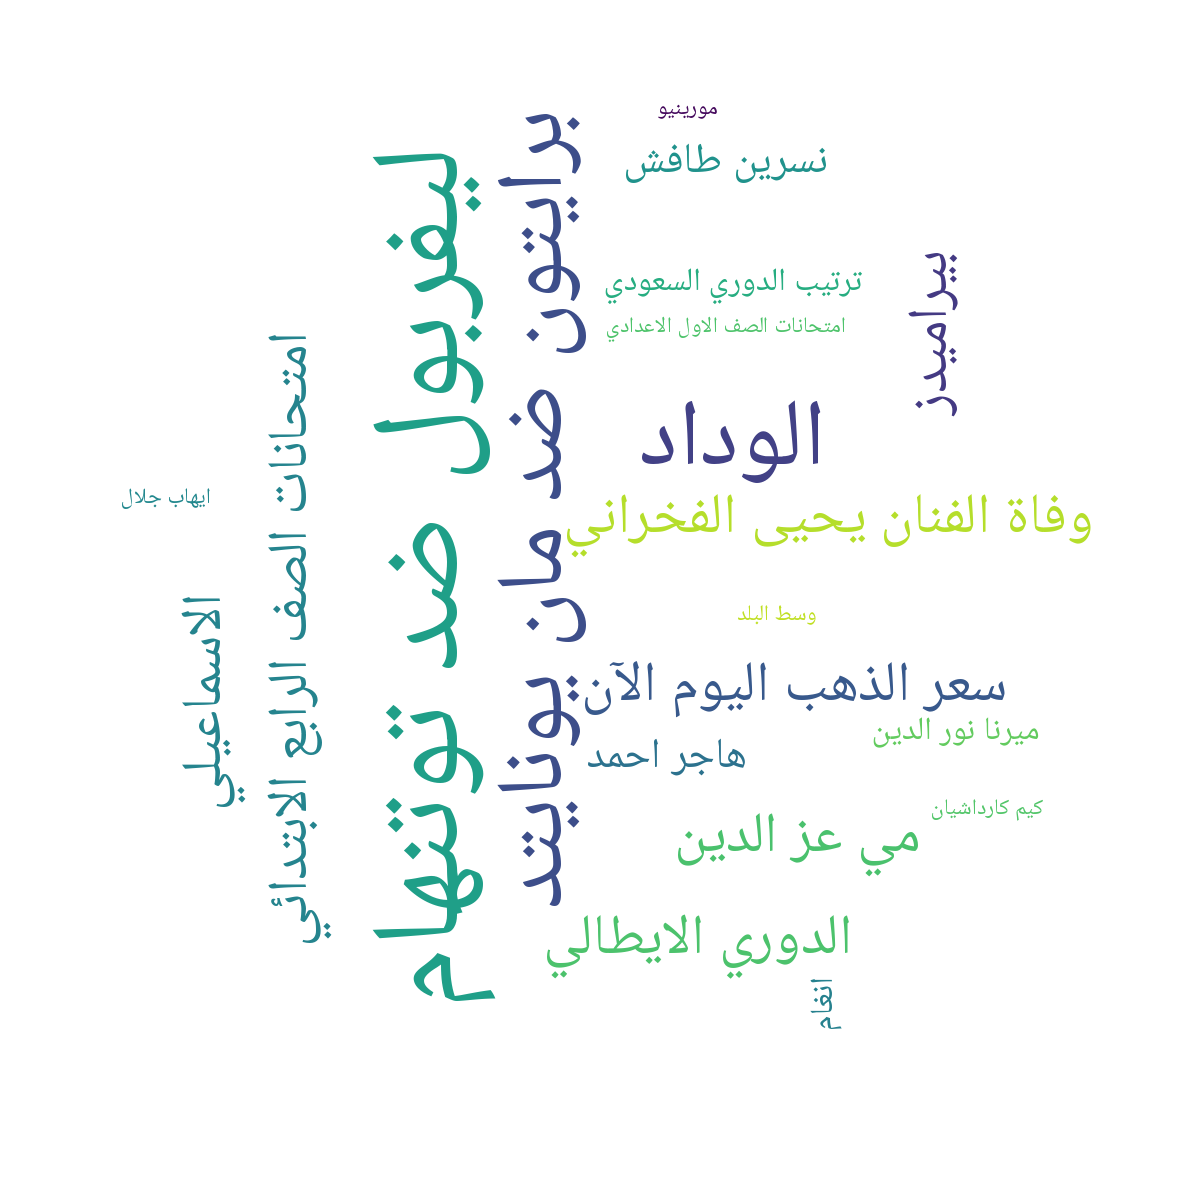 مورينيو
نسرين طافش
ترتيب الدوري السعودي
امتحانات الصف الاول الاعدادي
بيراميدز
الوداد
وفاة الفنان يحيى الفخراني
وسط البلد
سعر الذهب اليوم الآن
ميرنا نور الدين
هاجر احمد
كيم كارداشيان
مي عز الدين
الدوري الايطالي
انغام
برايتون ضد مان يونايتد
ليفربول ضد توتنهام
امتحانات الصف الرابع الابتدائي
ايهاب جلال
الاسماعيلي